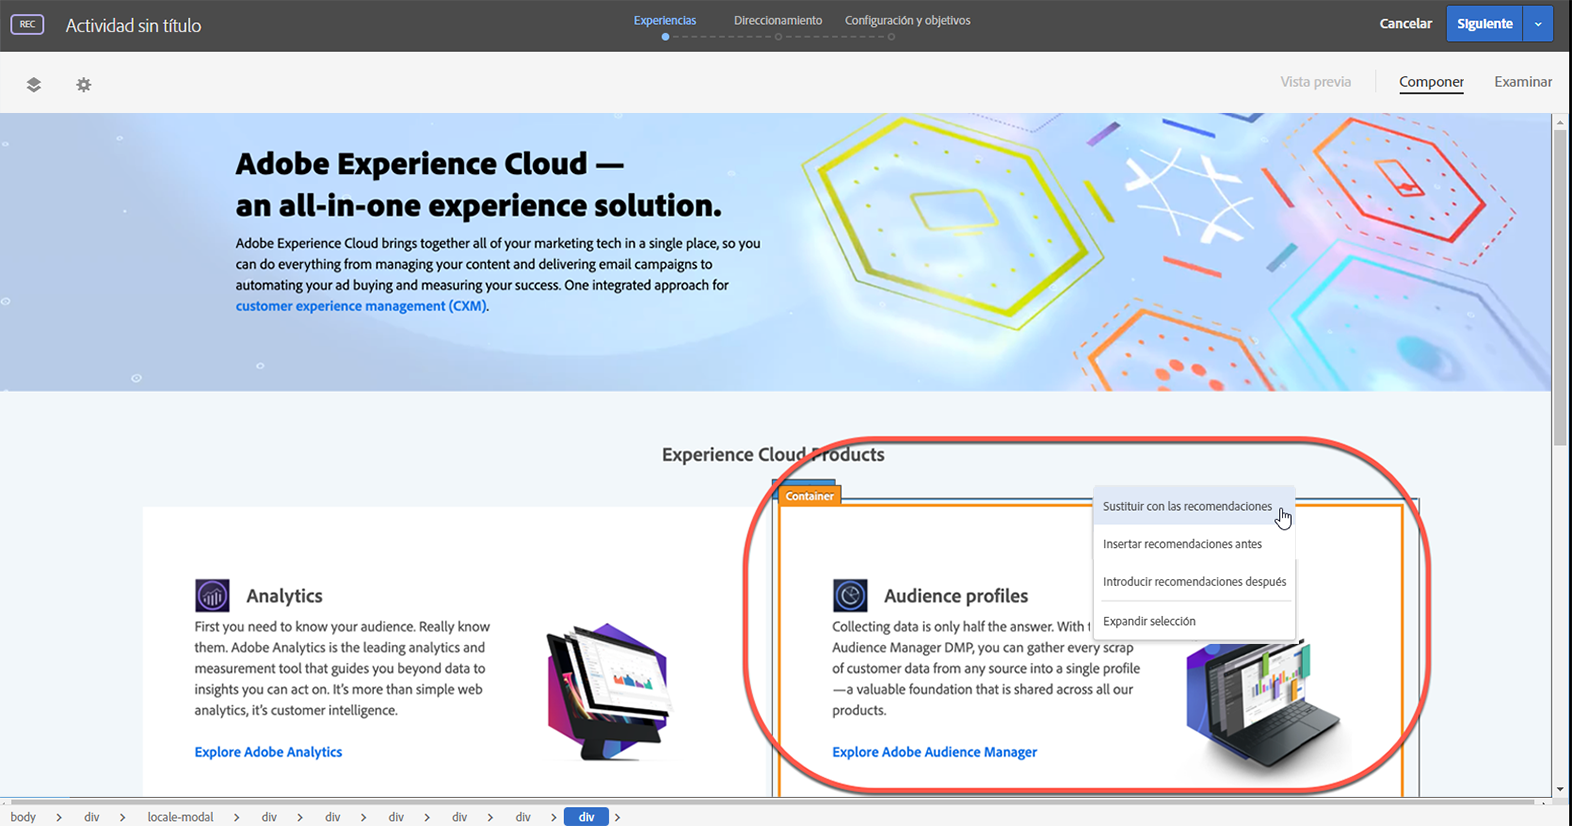 REC
Actividad sin título
Experiencias
Direccionamiento
Configuración y objetivos
Cancelar
Siguiente
Vista previa
Componer
Examinar
Adobe Experience Cloud —
an all-in-one experience solution.
Adobe Experience Cloud brings together all of your marketing tech in a single place, so you
can do everything from managing your content and delivering email campaigns to
automating your ad buying and measuring your success. One integrated approach for
customer experience management (CXM).
Experience Cloud Products
Container
Sustituir con las recomendaciones
Insertar recomendaciones antes
Introducir recomendaciones después
Expandir selección
Analytics
First you need to know your audience. Really know
them. Adobe Analytics is the leading analytics and
measurement tool that guides you beyond data to
insights you can act on. It's more than simple web
analytics, it's customer intelligence.
Explore Adobe Analytics
Audience profiles
Collecting data is only half the answer. With
Audience Manager DMP, you can gather every scrap
of customer data from any source into a single profile
—a valuable foundation that is shared across all our
products.
Explore Adobe Audience Manager
body > div > locale-modal > div > div > div > div > div > div >